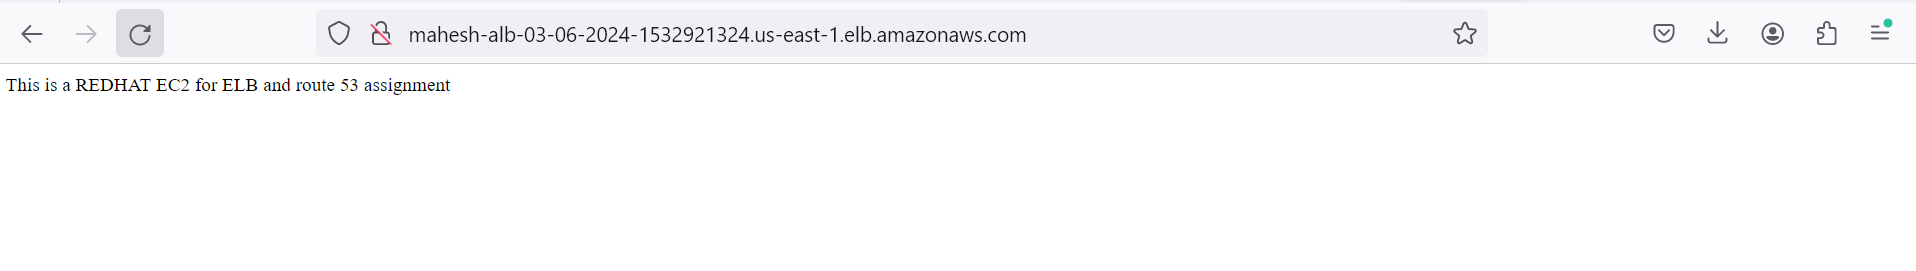 mahesh-alb-03-06-2024-1532921324.us-east-1.elb.amazonaws.com
This is a REDHAT EC2 for ELB and route 53 assignment